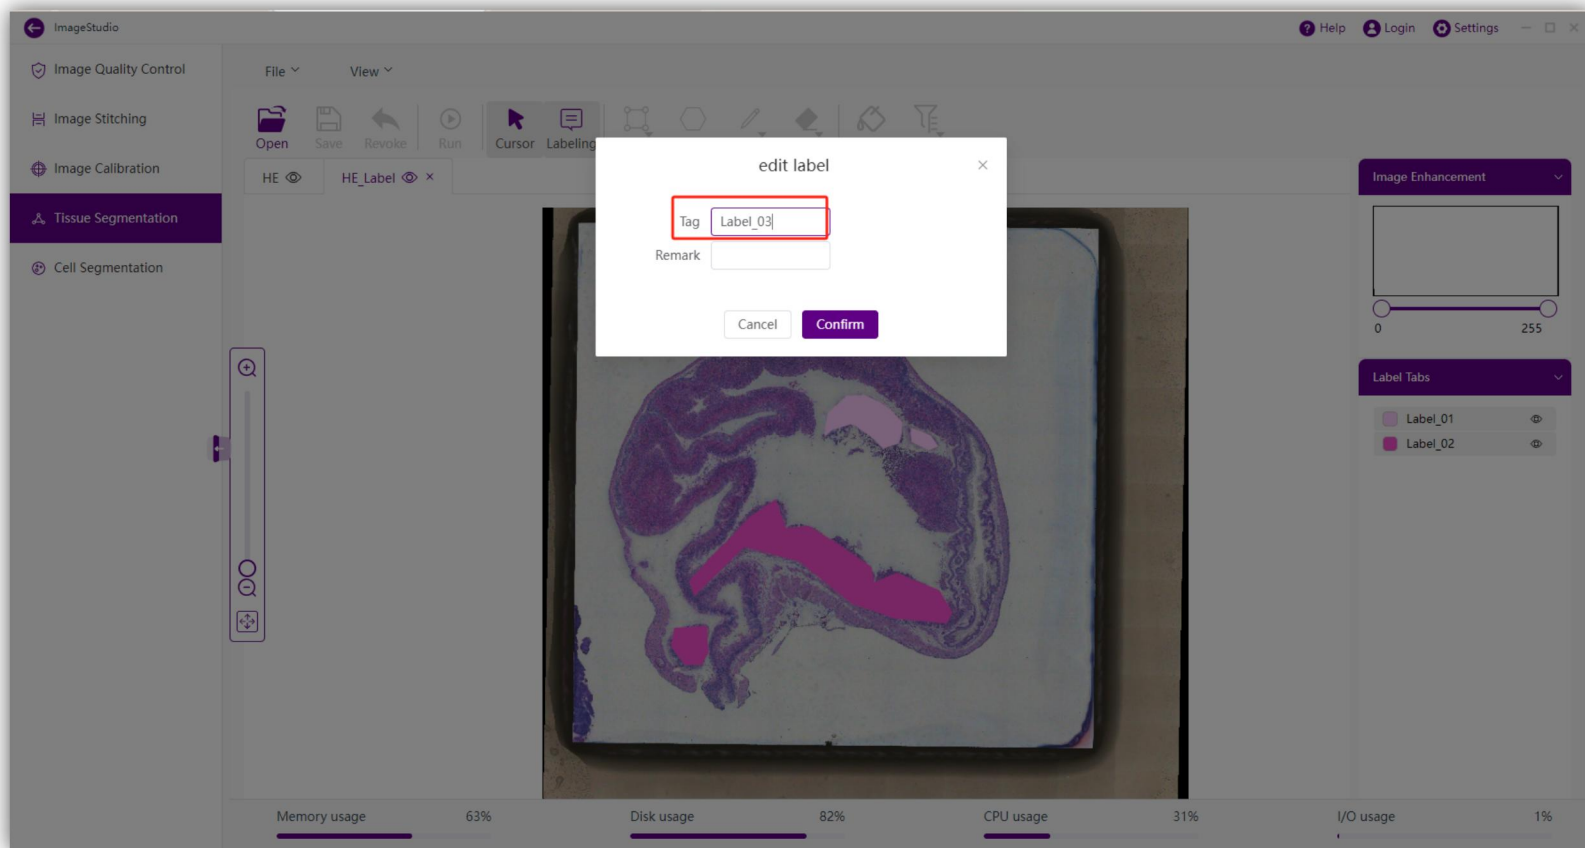 ImageStudio
Help Login Settings
Image Quality Control
Image Stitching
Image Calibration
Tissue Segmentation
Cell Segmentation
File View
Open Save Revoke Run Cursor Labeling
HE HE_Label
edit label
Tag Label_03
Remark
Cancel Confirm
Image Enhancement
0 255
Label Tabs
Label_01
Label_02
Memory usage 63% Disk usage 82% CPU usage 31% I/O usage 1%